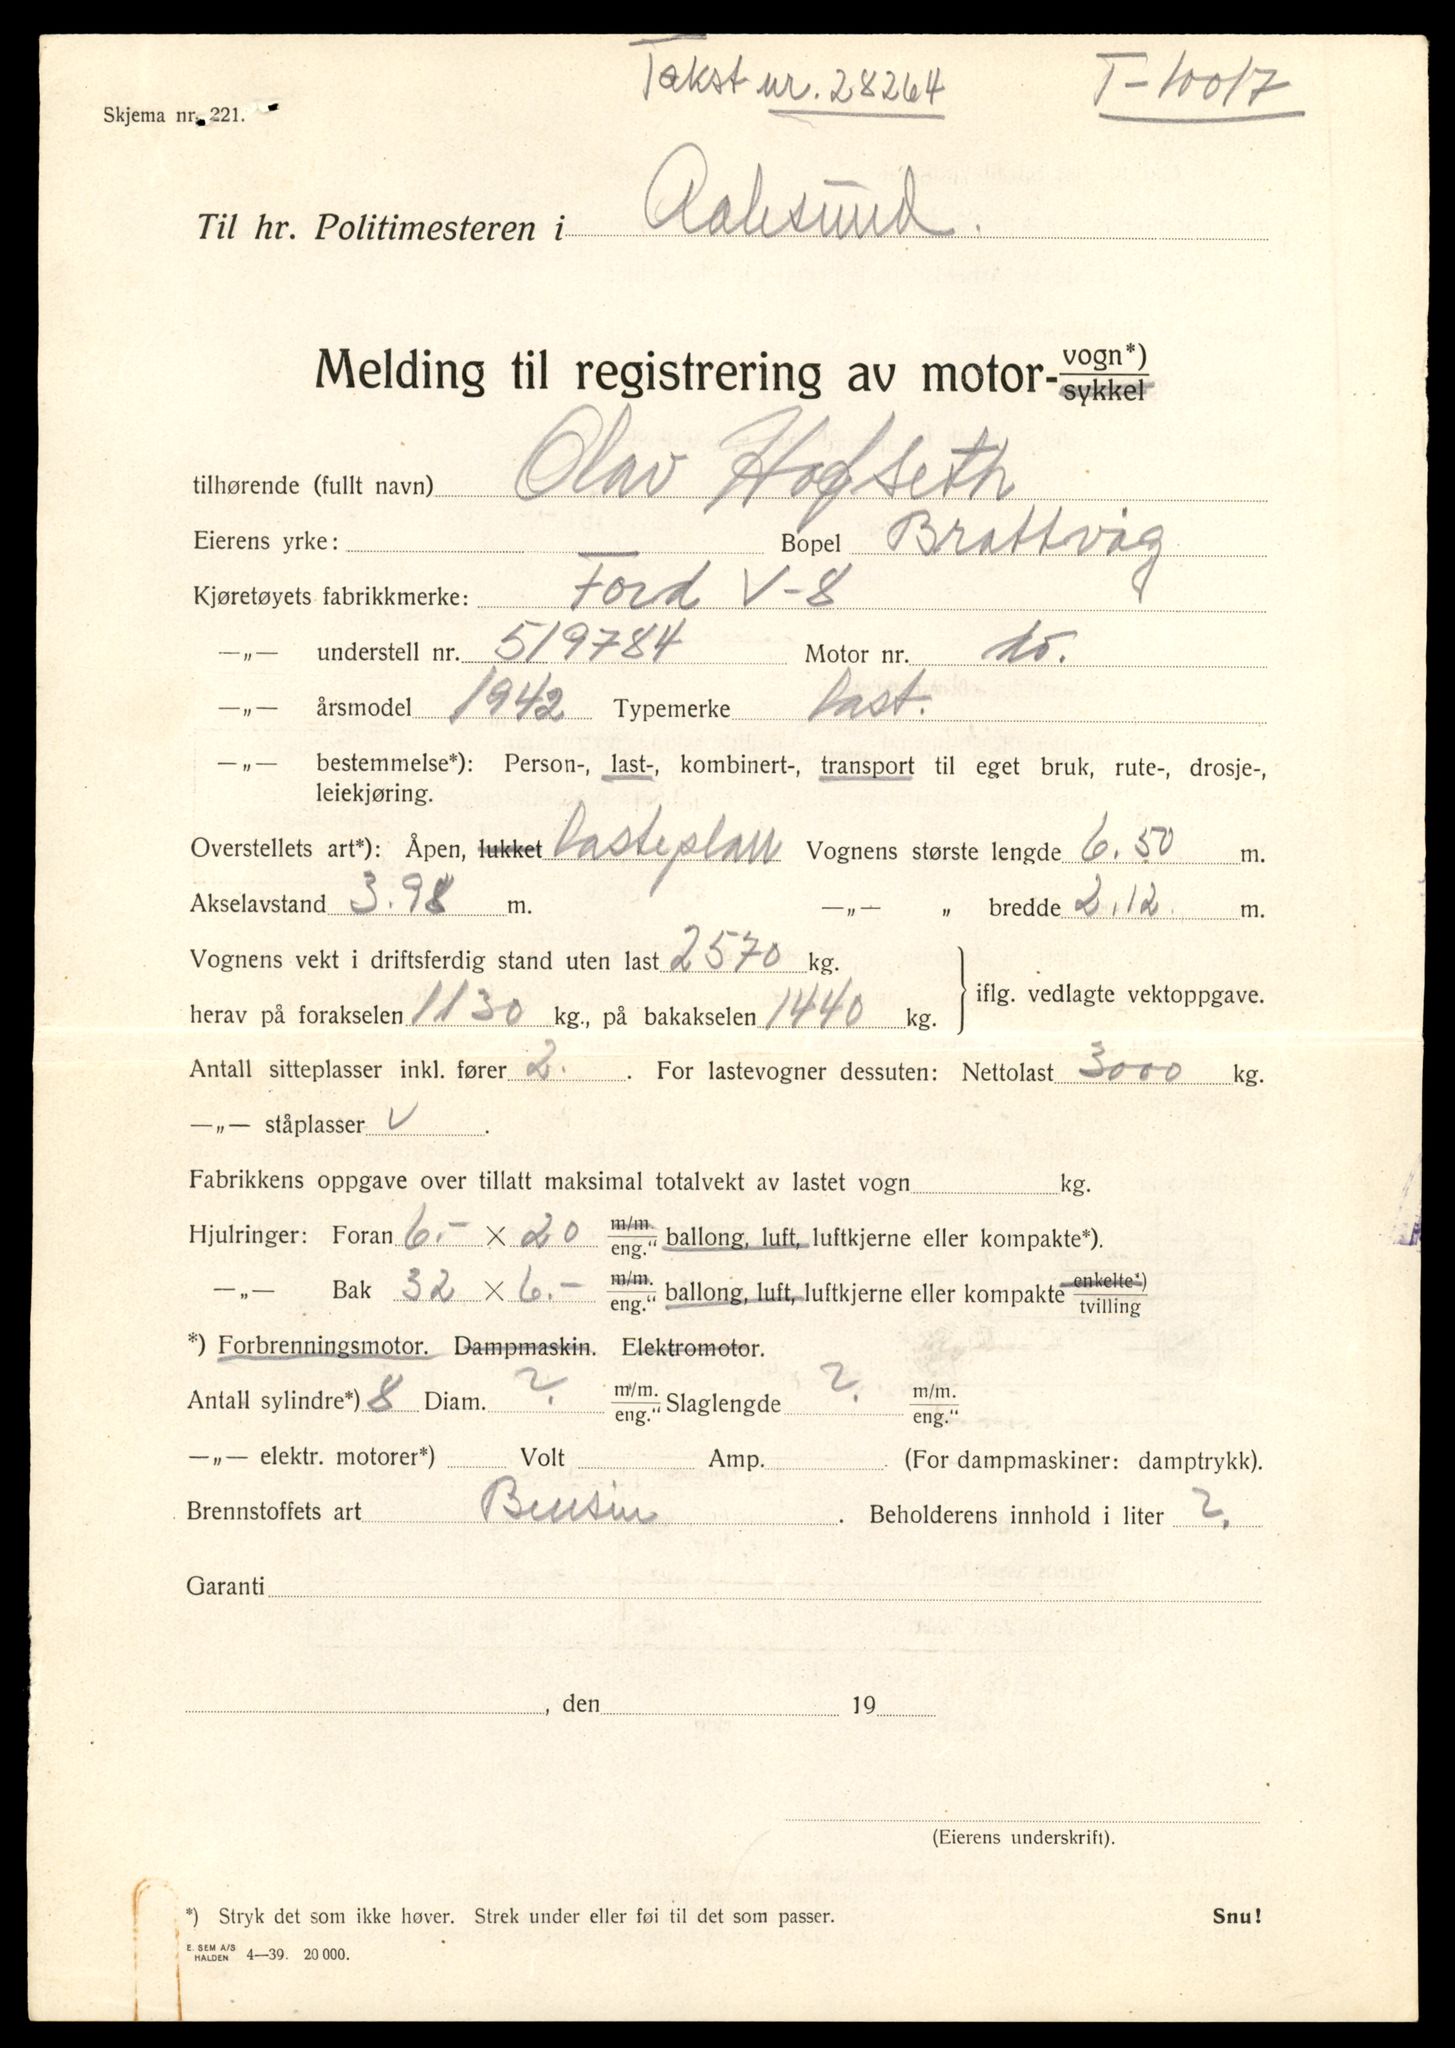 Takst nr. 28264 T-10017
Skjema nr. 221.
Til hr. Politimesteren i Aalesund.
Melding til registrering av motor-vogn*)
sykkel
tilhørende (fullt navn) Olav Hofseth
Eierens yrke: Bopel Brattvåg
Kjøretøyets fabrikkmerke: Ford V-8
—„— understell nr. 519784 Motor nr. do.
—„— årsmodel 1942 Typemerke last.
—„— bestemmelse*): Person-, last-, kombinert-, transport til eget bruk, rute-, drosje-,
leiekjøring.
Overstellets art*): Åpen, lukket lasteplan Vognens største lengde 6.50 m.
Akselavstand 3.98 m. —„— „ bredde 2.12. m.
Vognens vekt i driftsferdig stand uten last 2570 kg.
herav på forakselen 1130 kg., på bakakselen 1440 kg. } iflg. vedlagte vektoppgave.
Antall sitteplasser inkl. fører 2. . For lastevogner dessuten: Nettolast 3000 kg.
—„— ståplasser V .
Fabrikkens oppgave over tillatt maksimal totalvekt av lastet vogn kg.
Hjulringer: Foran 6.- × 20 m/m. eng.“ ballong, luft, luftkjerne eller kompakte*).
—„— Bak 32 × 6.- m/m. eng.“ ballong, luft, luftkjerne eller kompakte enkelte*) tvilling
*) Forbrenningsmotor. Dampmaskin. Elektromotor.
Antall sylindre*) 8 Diam. ? m/m. eng.“ Slaglengde ? m/m. eng.“
—„— elektr. motorer*) Volt Amp. (For dampmaskiner: damptrykk).
Brennstoffets art Bensin . Beholderens innhold i liter ?
Garanti
, den 19
(Eierens underskrift).
*) Stryk det som ikke høver. Strek under eller føi til det som passer. Snu!
E. SEM A/S HALDEN 4—39. 20 000.